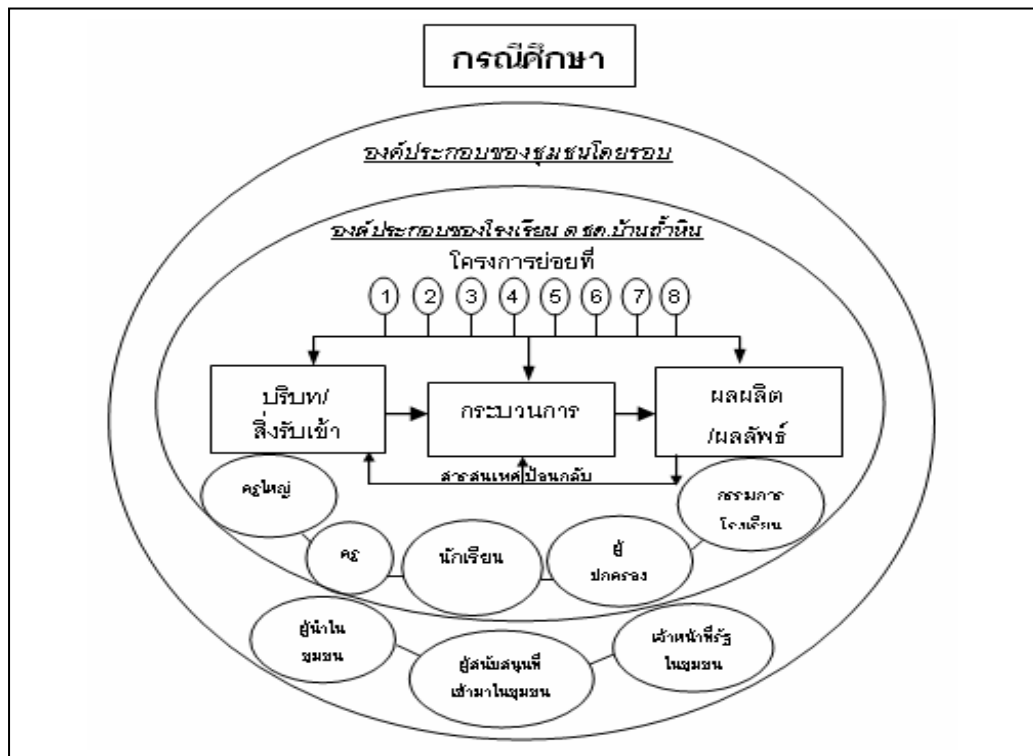 กรณีศึกษา
องค์ประกอบของชุมชนโดยรอบ
องค์ประกอบของโรงเรียน ต ชด.บ้านถ้ำหิน
โครงการย่อยที่
1 2 3 4 5 6 7 8
บริบท/
สิ่งรับเข้า
กระบวนการ
ผลผลิต
/ผลลัพธ์
สารสนเทศป้อนกลับ
ครูใหญ่
ครู
นักเรียน
ผู้
ปกครอง
กรรมการ
โรงเรียน
ผู้นำใน
ชุมชน
ผู้สนับสนุนที่
เข้ามาในชุมชน
เจ้าหน้าที่รัฐ
ในชุมชน